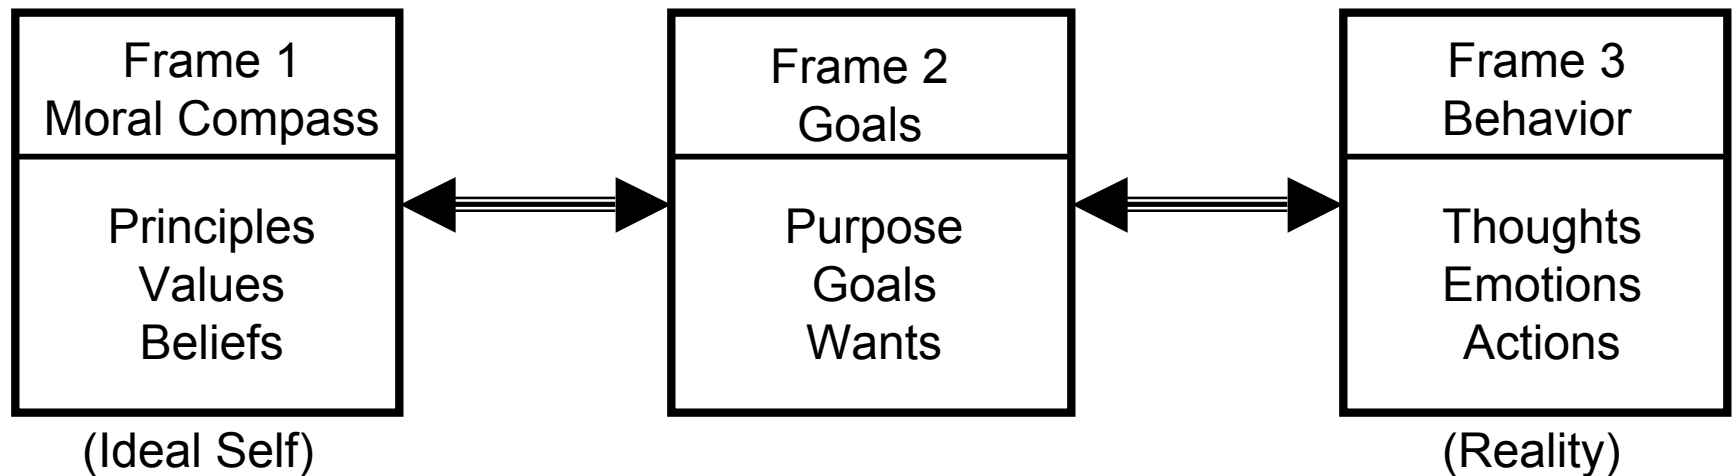 Frame 1
Moral Compass
Principles
Values
Beliefs
(Ideal Self)
Frame 2
Goals
Purpose
Goals
Wants
Frame 3
Behavior
Thoughts
Emotions
Actions
(Reality)